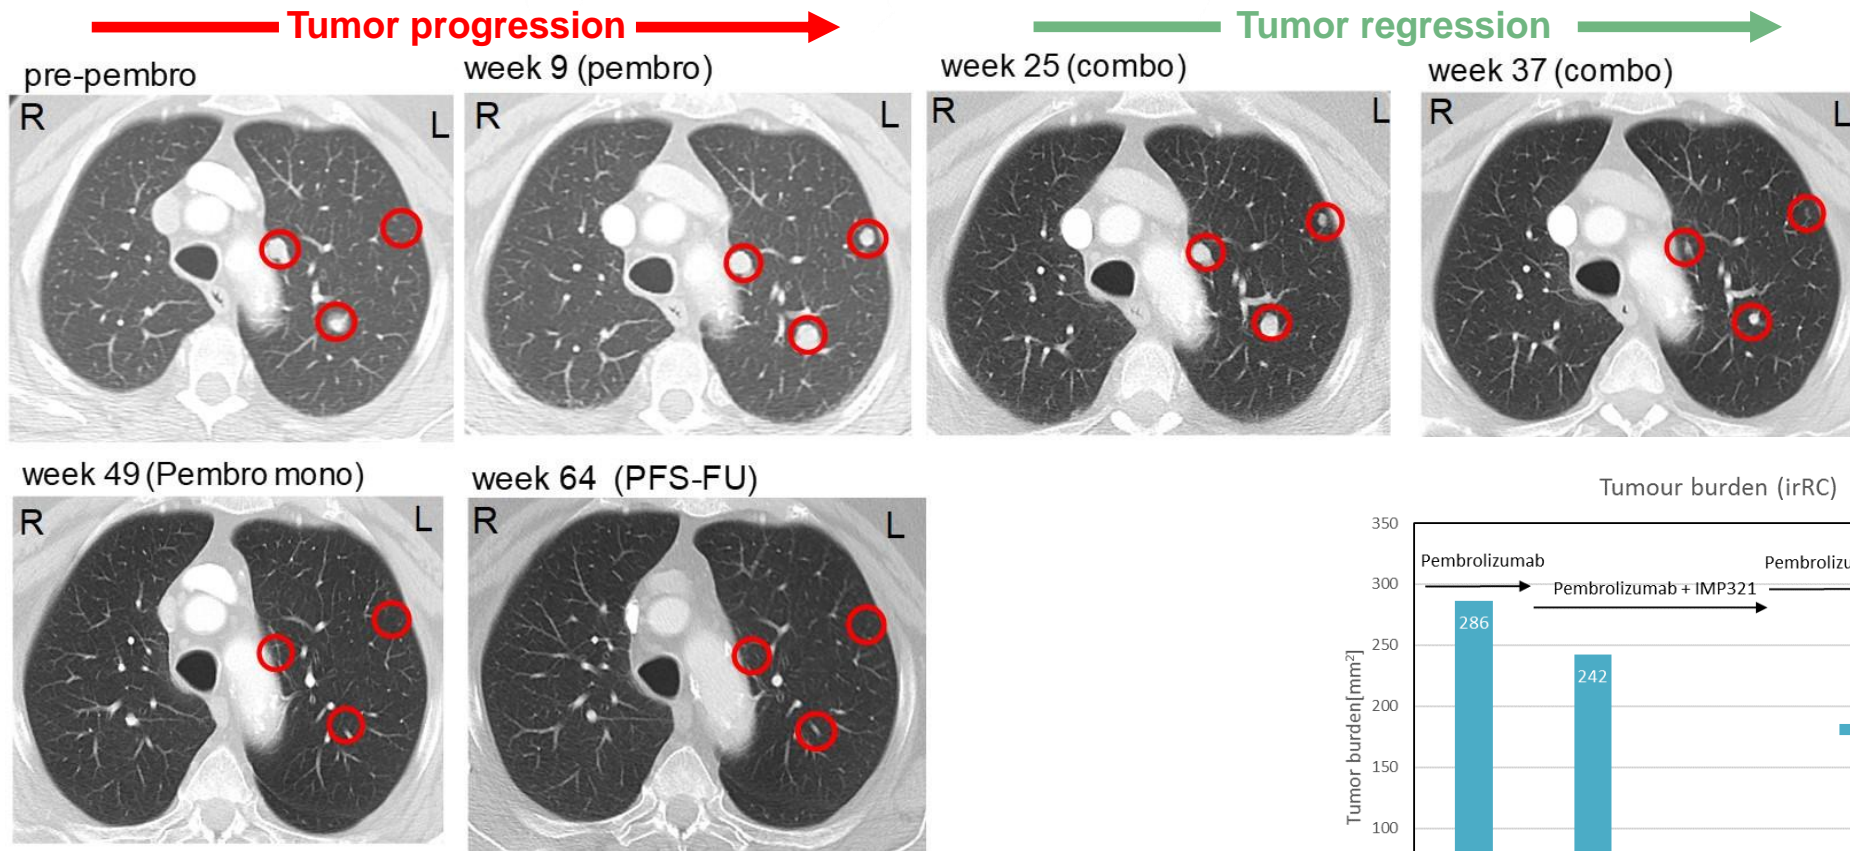 Tumor progression
Tumor regression
pre-pembro
week 9 (pembro)
week 25 (combo)
week 37 (combo)
R
L
R
L
R
L
R
L
week 49 (Pembro mono)
week 64 (PFS-FU)
R
L
R
L
Tumour burden (irRC)
350
300
250
200
150
100
Tumor burden[mm²]
Pembrolizumab
Pembrolizumab + IMP321
Pembrolizu
286
242